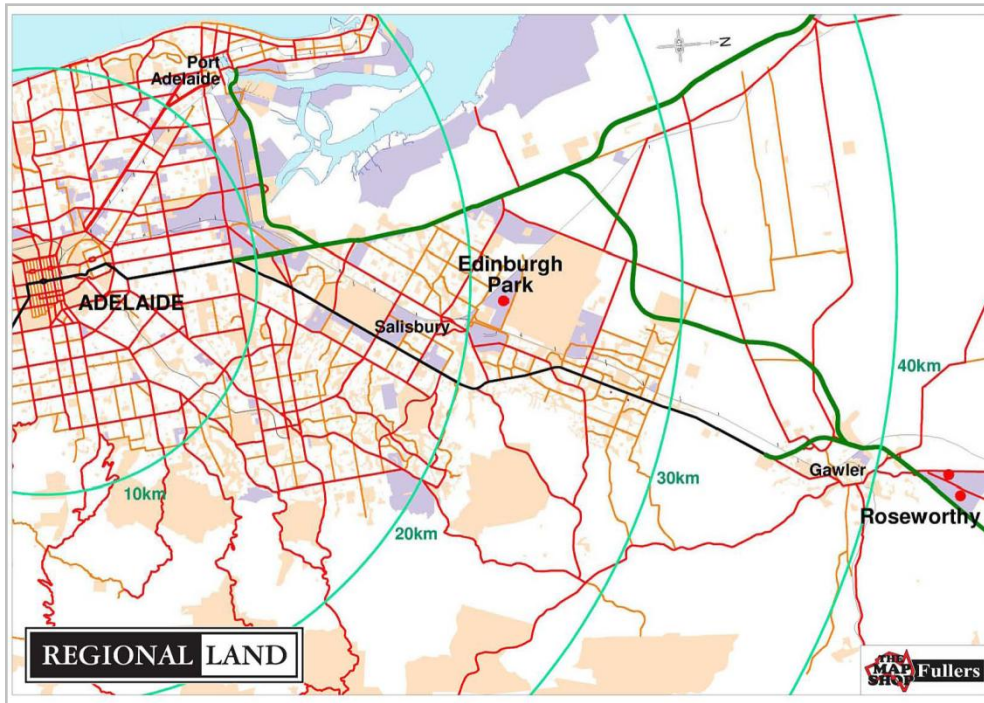 Port
Adelaide
N
Edinburgh
Park
ADELAIDE
Salisbury
40km
Gawler
30km
10km
Roseworthy
20km
REGIONAL LAND
THE
MAP
SHOP
Fullers